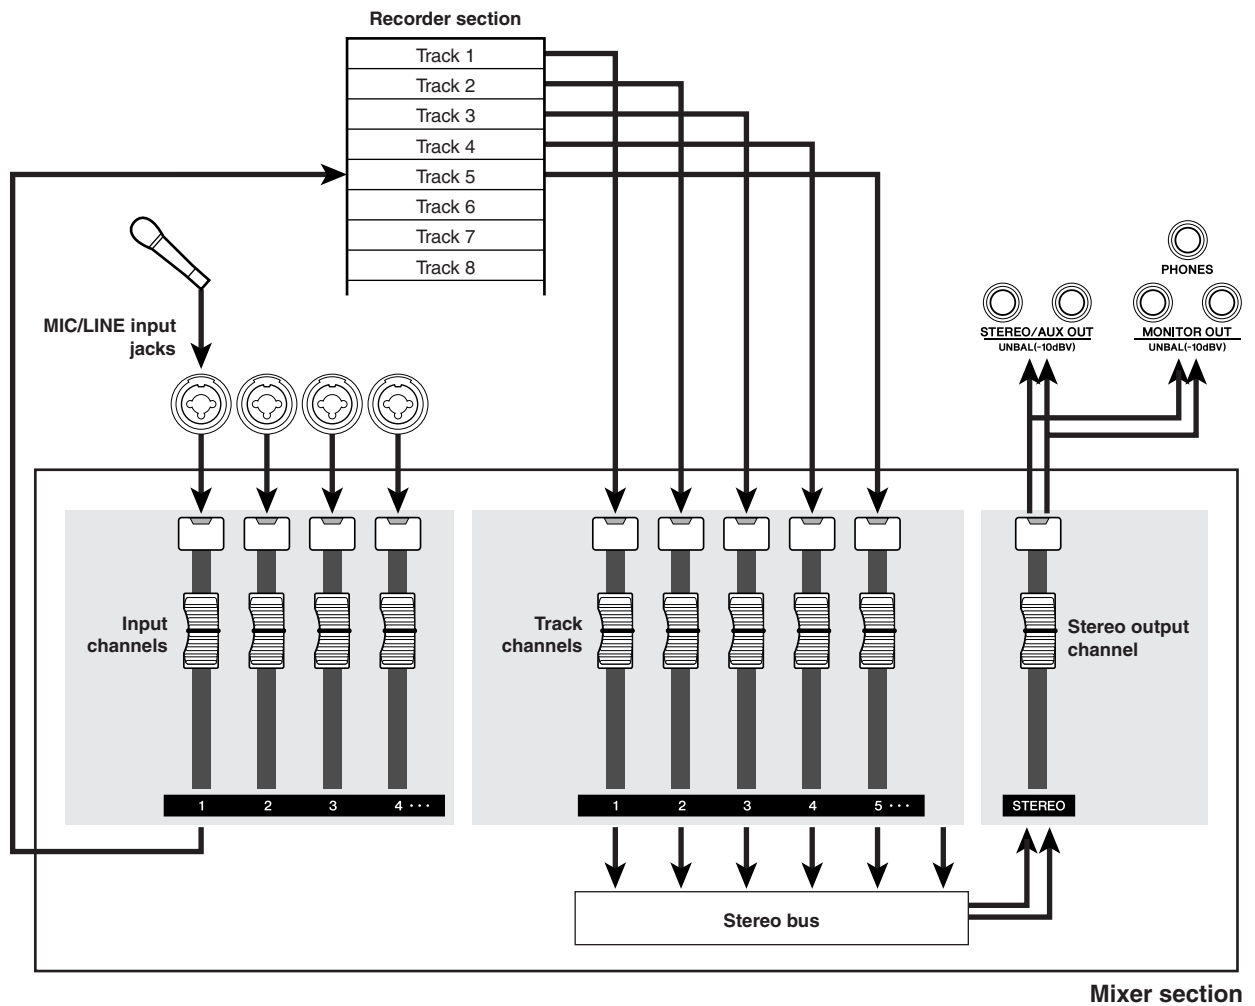 Recorder section
Track 1
Track 2
Track 3
Track 4
Track 5
Track 6
Track 7
Track 8
MIC/LINE input
jacks
PHONES
STEREO/AUX OUT
UNBAL(-10dBV)
MONITOR OUT
UNBAL(-10dBV)
Input
channels
1 2 3 4 ···
Track
channels
1 2 3 4 5 ···
Stereo output
channel
STEREO
Stereo bus
Mixer section